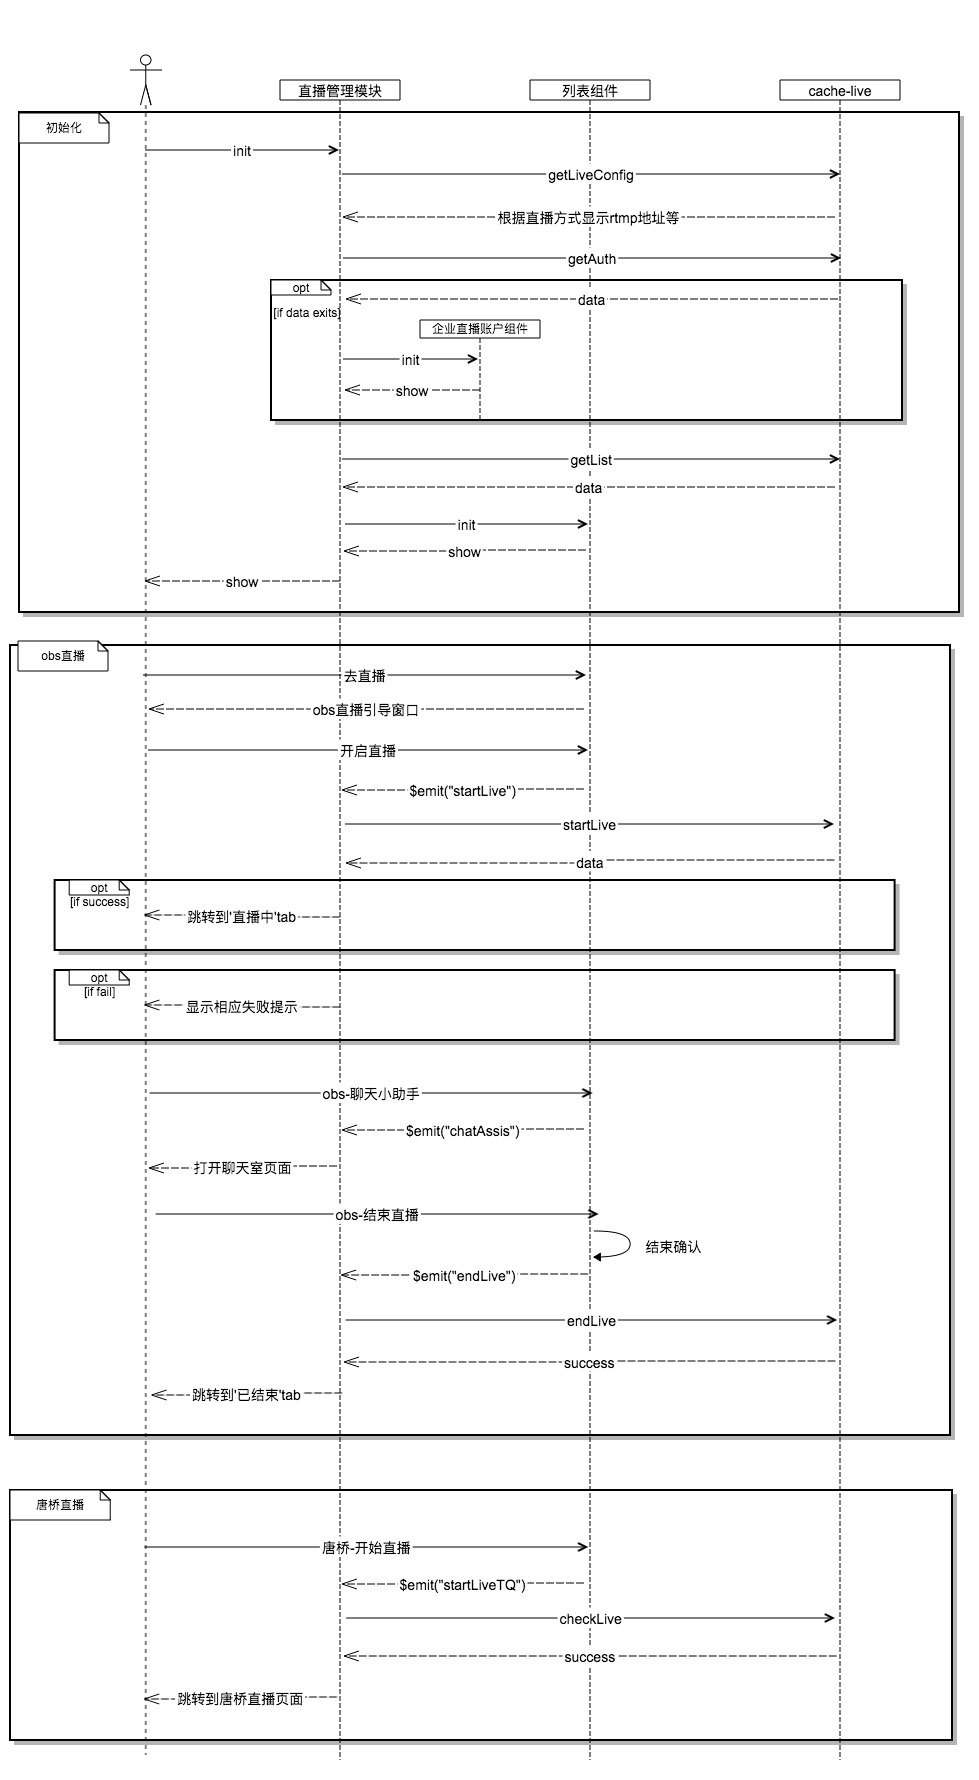 直播管理模块
列表组件
cache-live
初始化
init
getLiveConfig
根据直播方式显示rtmp地址等
getAuth
opt
data
[if data exits]
企业直播账户组件
init
show
getList
data
init
show
show
obs直播
去直播
obs直播引导窗口
开启直播
$emit("startLive")
startLive
data
opt
[if success]
跳转到'直播中'tab
opt
[if fail]
显示相应失败提示
obs-聊天小助手
$emit("chatAssis")
打开聊天室页面
obs-结束直播
结束确认
$emit("endLive")
endLive
success
跳转到'已结束'tab
唐桥直播
唐桥-开始直播
$emit("startLiveTQ")
checkLive
success
跳转到唐桥直播页面